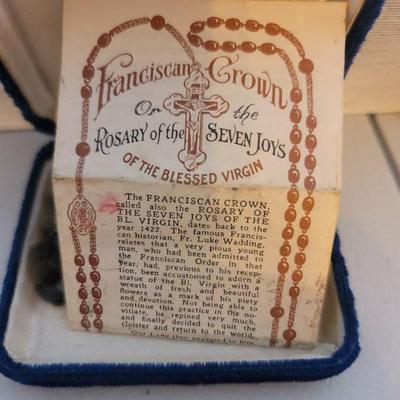 Franciscan Crown
Or the
ROSARY of the SEVEN JOYS
OF THE BLESSED VIRGIN
The FRANCISCAN CROWN,
called also the ROSARY OF
THE SEVEN JOYS OF THE
BL. VIRGIN, dates back to the
year 1422. The famous Francis-
can historian, Fr. Luke Wadding,
relates that a very pious young
man, who had been admitted to
the Franciscan Order in that
year, had, previous to his recep-
tion, been accustomed to adorn a
statue of the Bl. Virgin with a
wreath of fresh and beautiful
flowers as a mark of his piety
and devotion. Not being able to
continue this practice in the no-
vitiate, he repined very much,
and finally decided to quit the
cloister and return to the world.
Our Lady then appeared to him